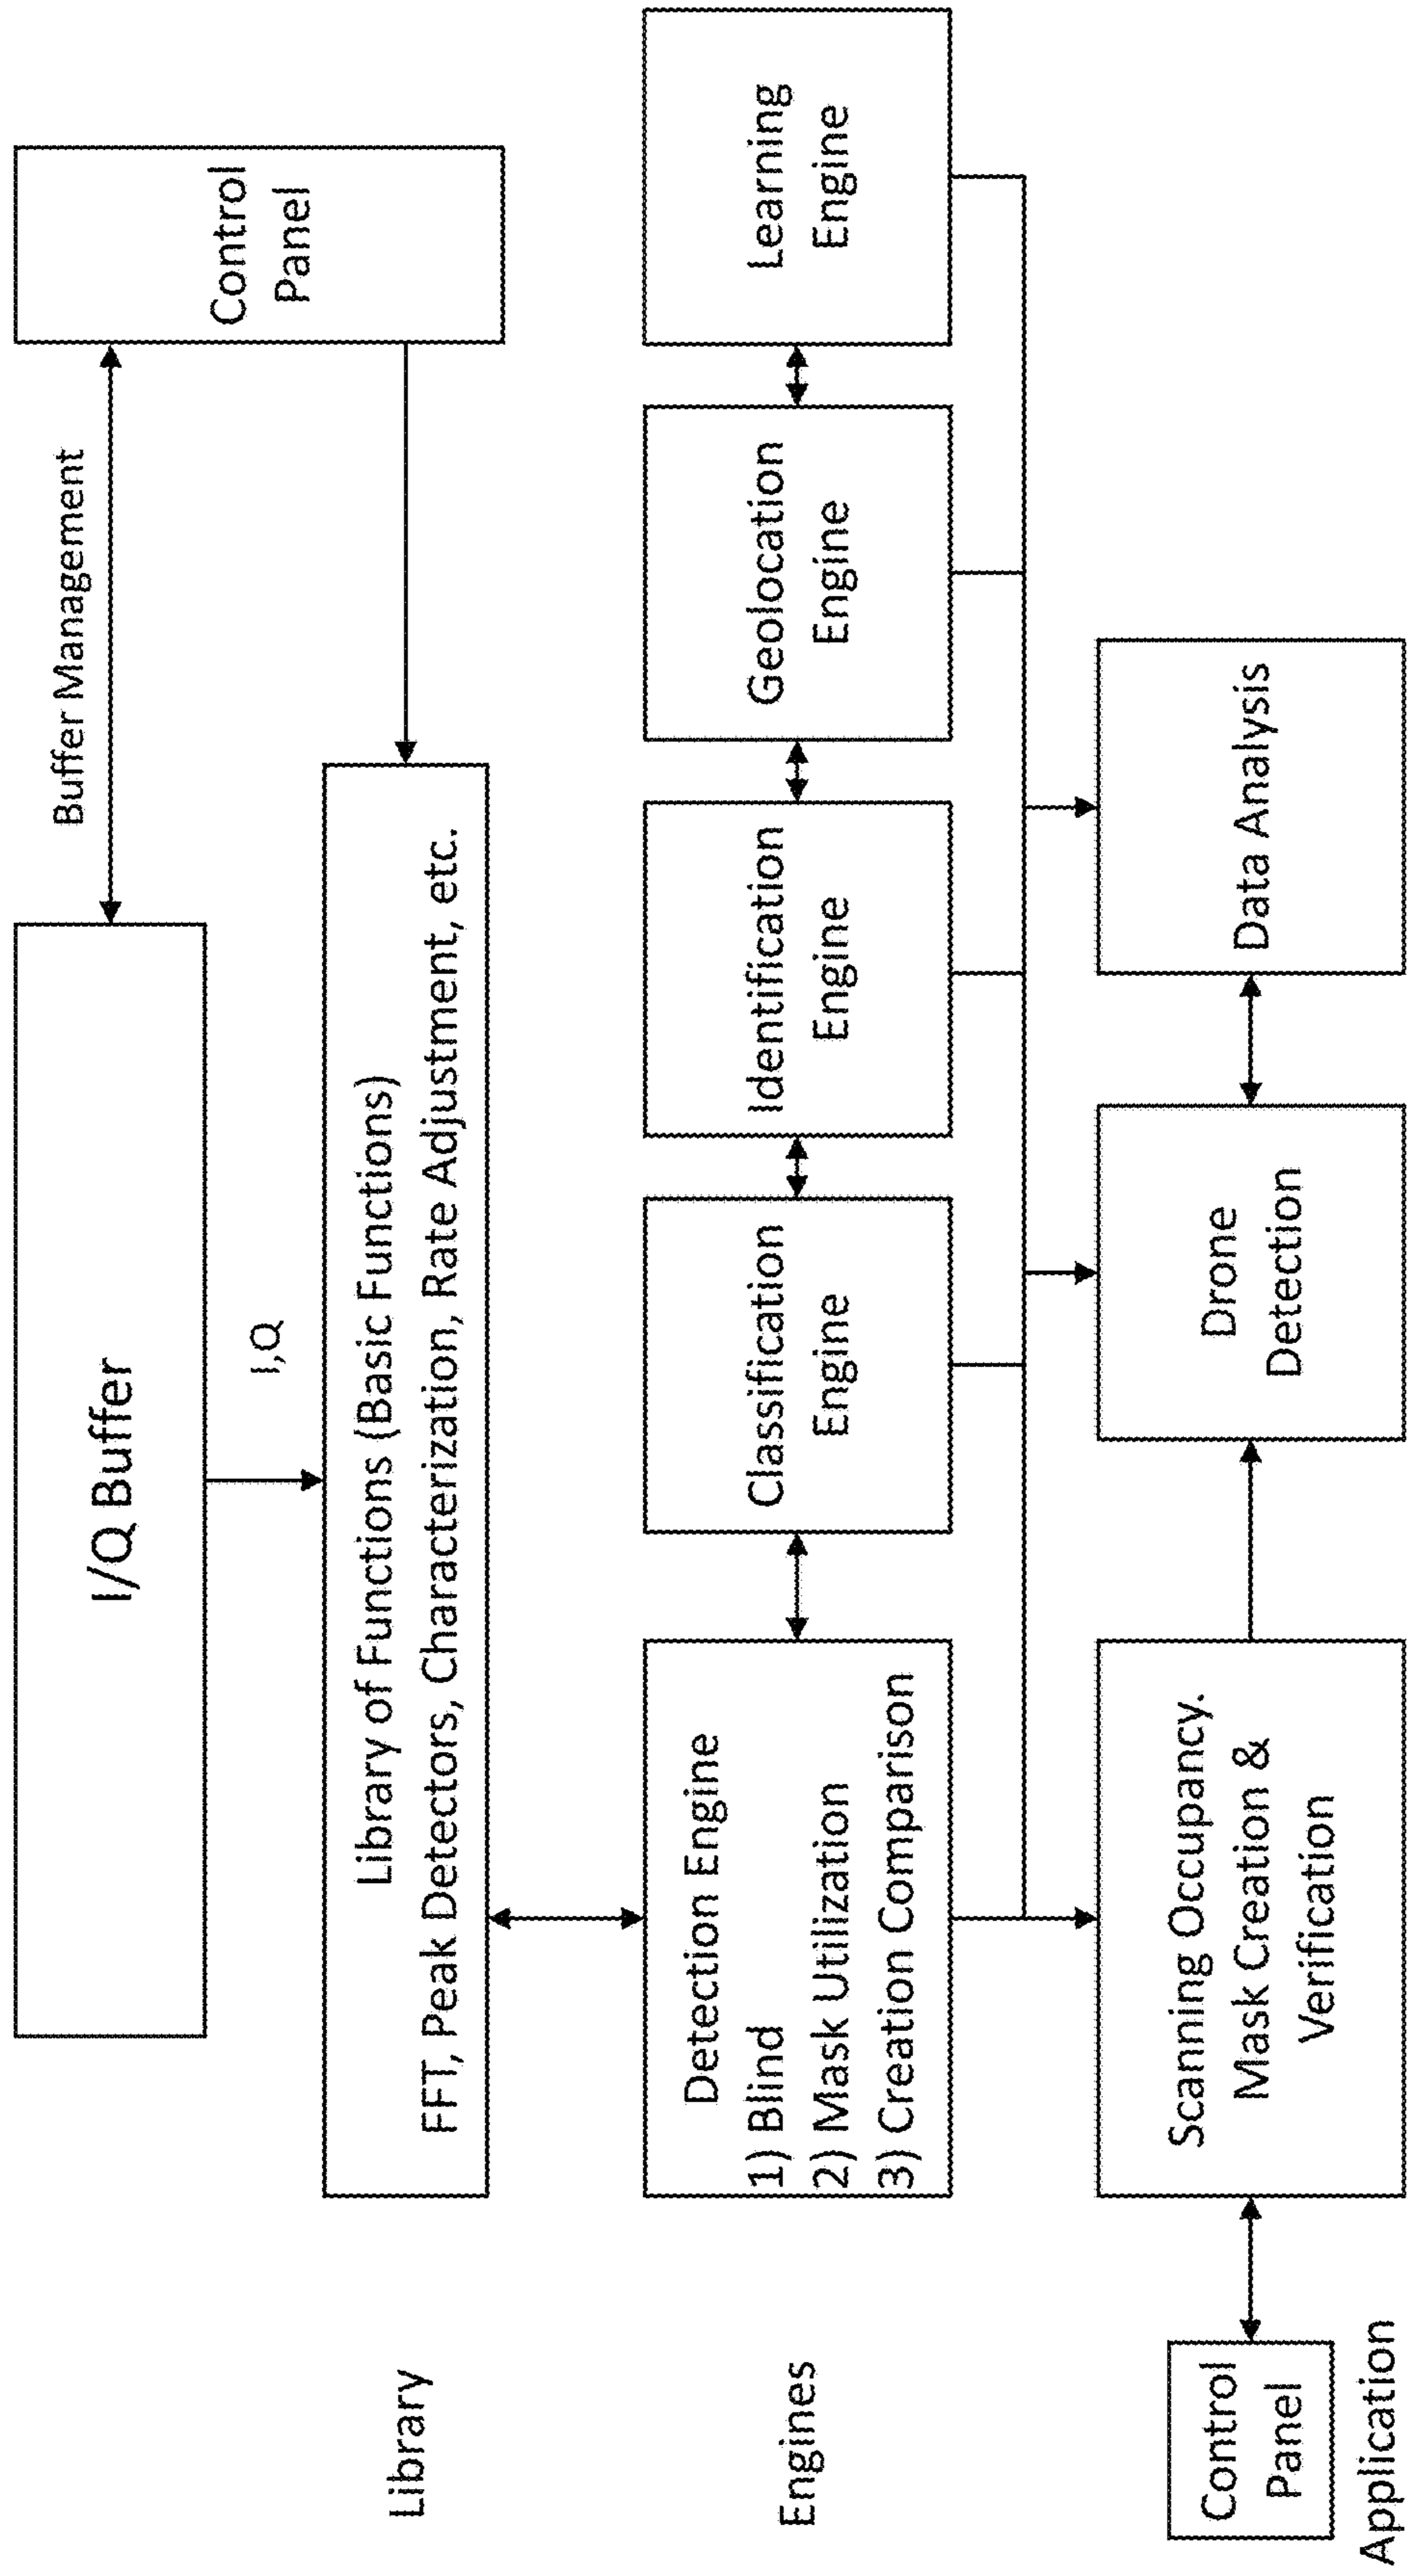 I/Q Buffer
Buffer Management
Control
Panel
I,Q
Library
Library of Functions (Basic Functions)
FFT, Peak Detectors, Characterization, Rate Adjustment, etc.
Engines
Detection Engine
1) Blind
2) Mask Utilization
3) Creation Comparison
Classification
Engine
Identification
Engine
Geolocation
Engine
Learning
Engine
Control
Panel
Application
Scanning Occupancy.
Mask Creation &
Verification
Drone
Detection
Data Analysis